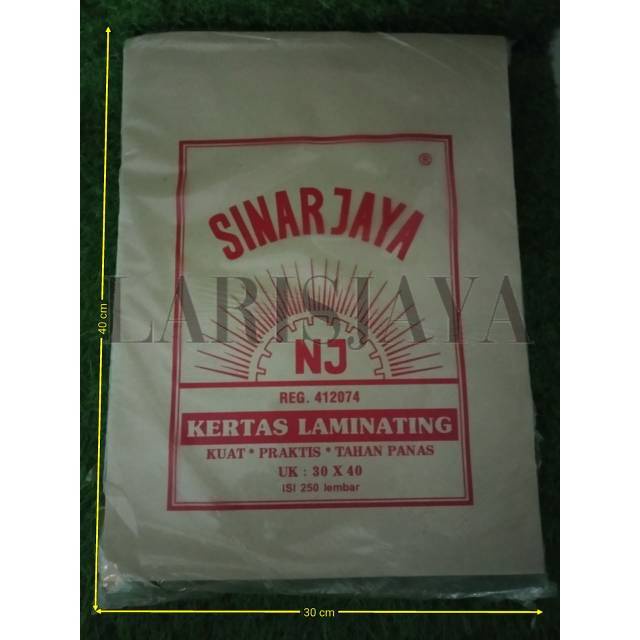 ®
SINAR JAYA
LARISJAYA
NJ
REG. 412074
KERTAS LAMINATING
KUAT * PRAKTIS * TAHAN PANAS
UK : 30 X 40
ISI 250 lembar
40 cm
30 cm